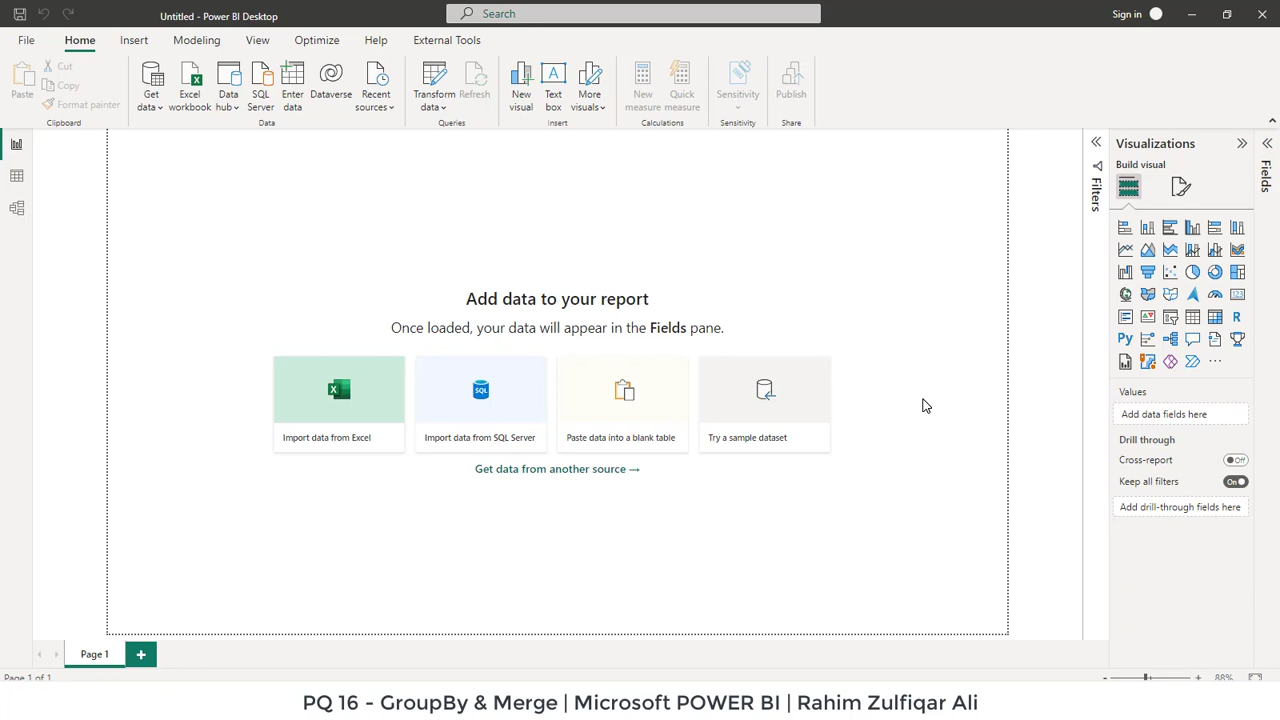 Untitled - Power BI Desktop
Search
Sign in
File Home Insert Modeling View Optimize Help External Tools
Paste
Cut
Copy
Format painter
Clipboard
Get data
Excel workbook
Data hub
SQL Server
Enter data
Dataverse
Recent sources
Data
Transform data
Refresh
Queries
New visual
Text box
More visuals
Insert
New measure
Quick measure
Calculations
Sensitivity
Sensitivity
Publish
Share
Filters
Visualizations
Build visual
Fields
Add data to your report
Once loaded, your data will appear in the Fields pane.
Import data from Excel
SQL
Import data from SQL Server
Paste data into a blank table
Try a sample dataset
Get data from another source →
123
R
Py
Values
Add data fields here
Drill through
Cross-report Off
Keep all filters On
Add drill-through fields here
Page 1
Page 1 of 1
88%
PQ 16 - GroupBy & Merge | Microsoft POWER BI | Rahim Zulfiqar Ali